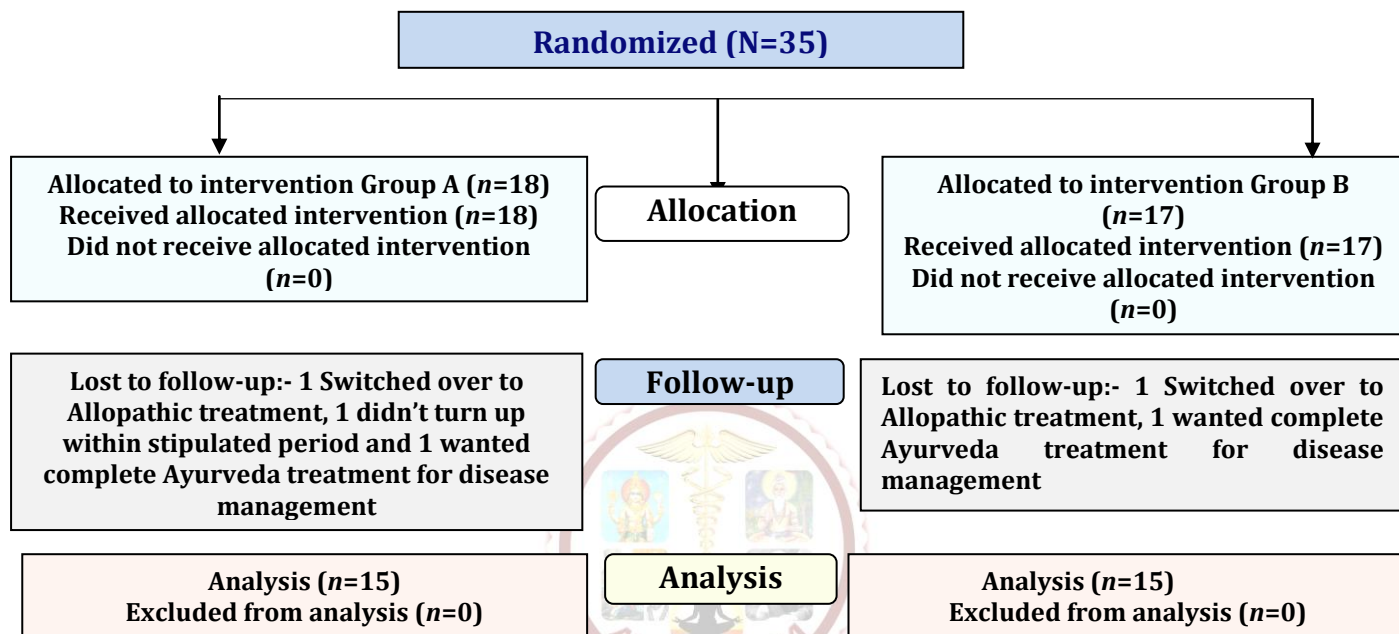 Randomized (N=35)
Allocated to intervention Group A (n=18)
Received allocated intervention (n=18)
Did not receive allocated intervention
(n=0)
Allocation
Allocated to intervention Group B
(n=17)
Received allocated intervention (n=17)
Did not receive allocated intervention
(n=0)
Lost to follow-up:- 1 Switched over to
Allopathic treatment, 1 didn’t turn up
within stipulated period and 1 wanted
complete Ayurveda treatment for disease
management
Follow-up
Lost to follow-up:- 1 Switched over to
Allopathic treatment, 1 wanted complete
Ayurveda treatment for disease
management
Analysis (n=15)
Excluded from analysis (n=0)
Analysis
Analysis (n=15)
Excluded from analysis (n=0)